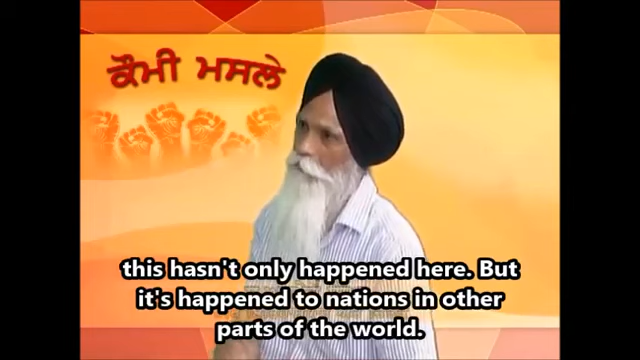 ਕੌਮੀ ਮਸਲੇ
this hasn't only happened here. But
it's happened to nations in other
parts of the world.